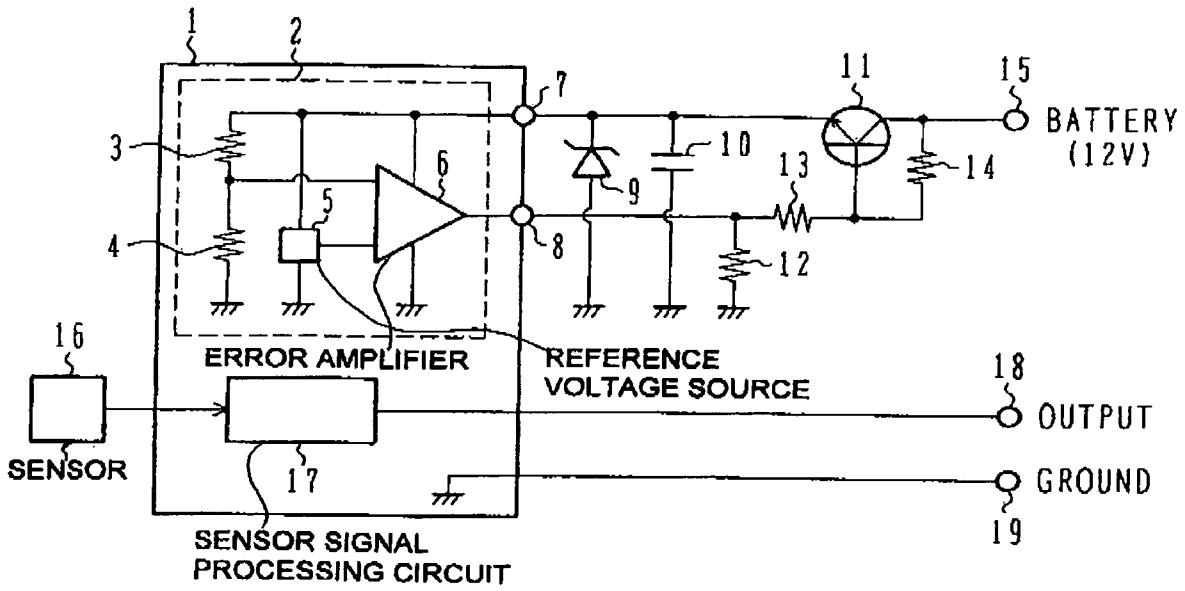 1
2
7
11
15
BATTERY
(12V)
3
6
10
14
13
9
5
8
4
12
16
ERROR AMPLIFIER
REFERENCE
VOLTAGE SOURCE
18
OUTPUT
SENSOR
17
GROUND
19
SENSOR SIGNAL
PROCESSING CIRCUIT